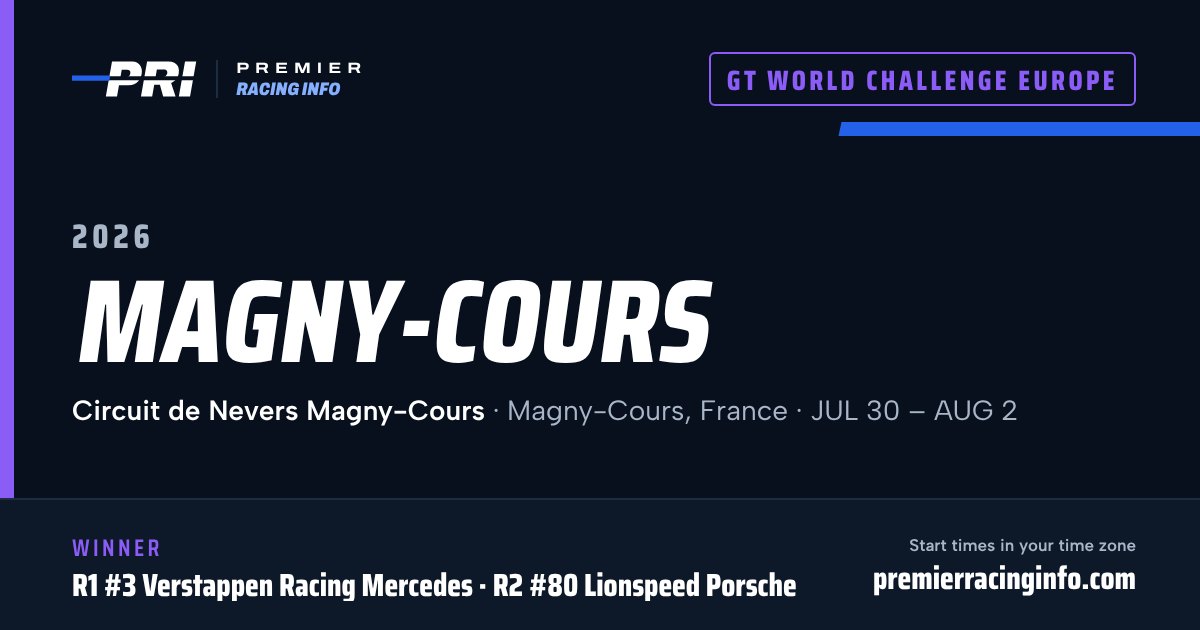 PRI PREMIER
RACING INFO
GT WORLD CHALLENGE EUROPE
2026
MAGNY-COURS
Circuit de Nevers Magny-Cours · Magny-Cours, France · JUL 30 – AUG 2
WINNER
R1 #3 Verstappen Racing Mercedes · R2 #80 Lionspeed Porsche
Start times in your time zone
premierracinginfo.com